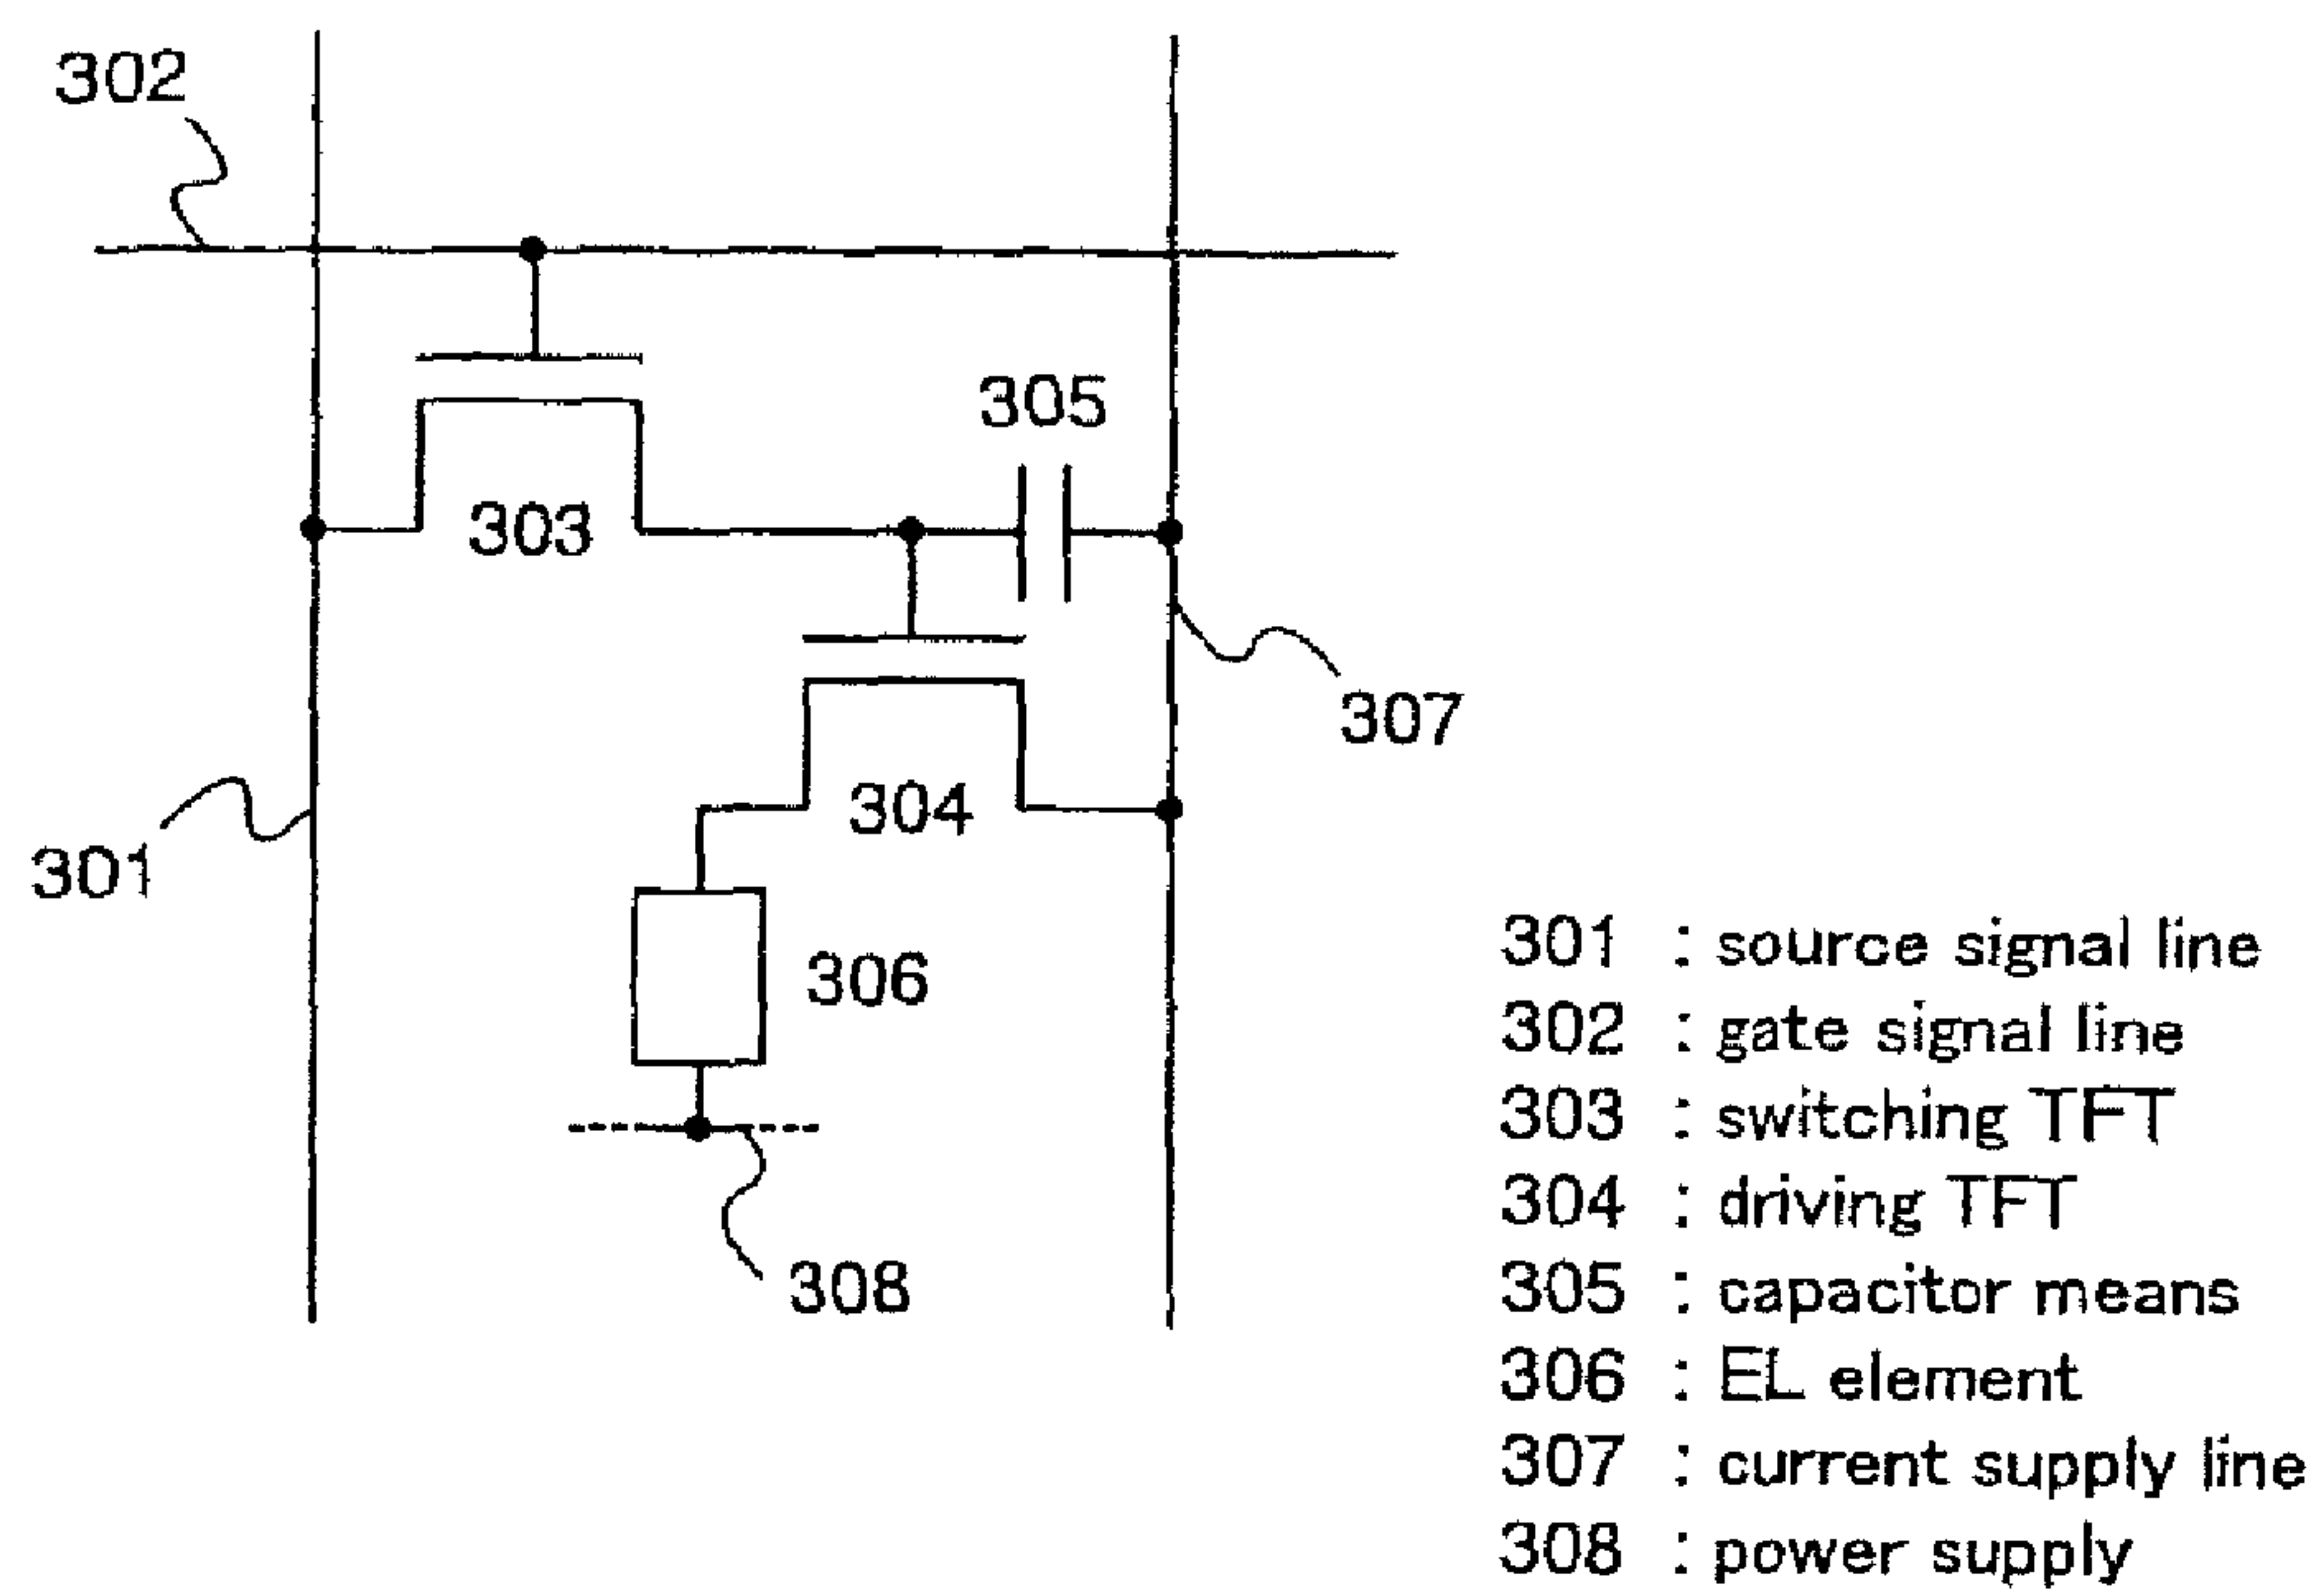 302
305
303
307
304
301
306
308
301 : source signal line
302 : gate signal line
303 : switching TFT
304 : driving TFT
305 : capacitor means
306 : EL element
307 : current supply line
308 : power supply